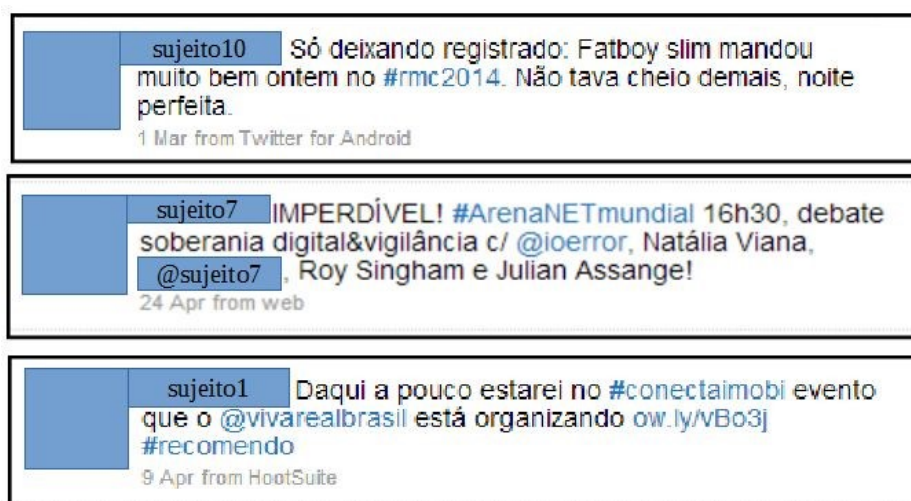 sujeito10 Só deixando registrado: Fatboy slim mandou
muito bem ontem no #rmc2014. Não tava cheio demais, noite
perfeita.
1 Mar from Twitter for Android
sujeito7 IMPERDÍVEL! #ArenaNETmundial 16h30, debate
soberania digital&vigilância c/ @ioerror, Natália Viana,
@sujeito7, Roy Singham e Julian Assange!
24 Apr from web
sujeito1 Daqui a pouco estarei no #conectaimobi evento
que o @vivarealbrasil está organizando ow.ly/vBo3j
#recomendo
9 Apr from HootSuite